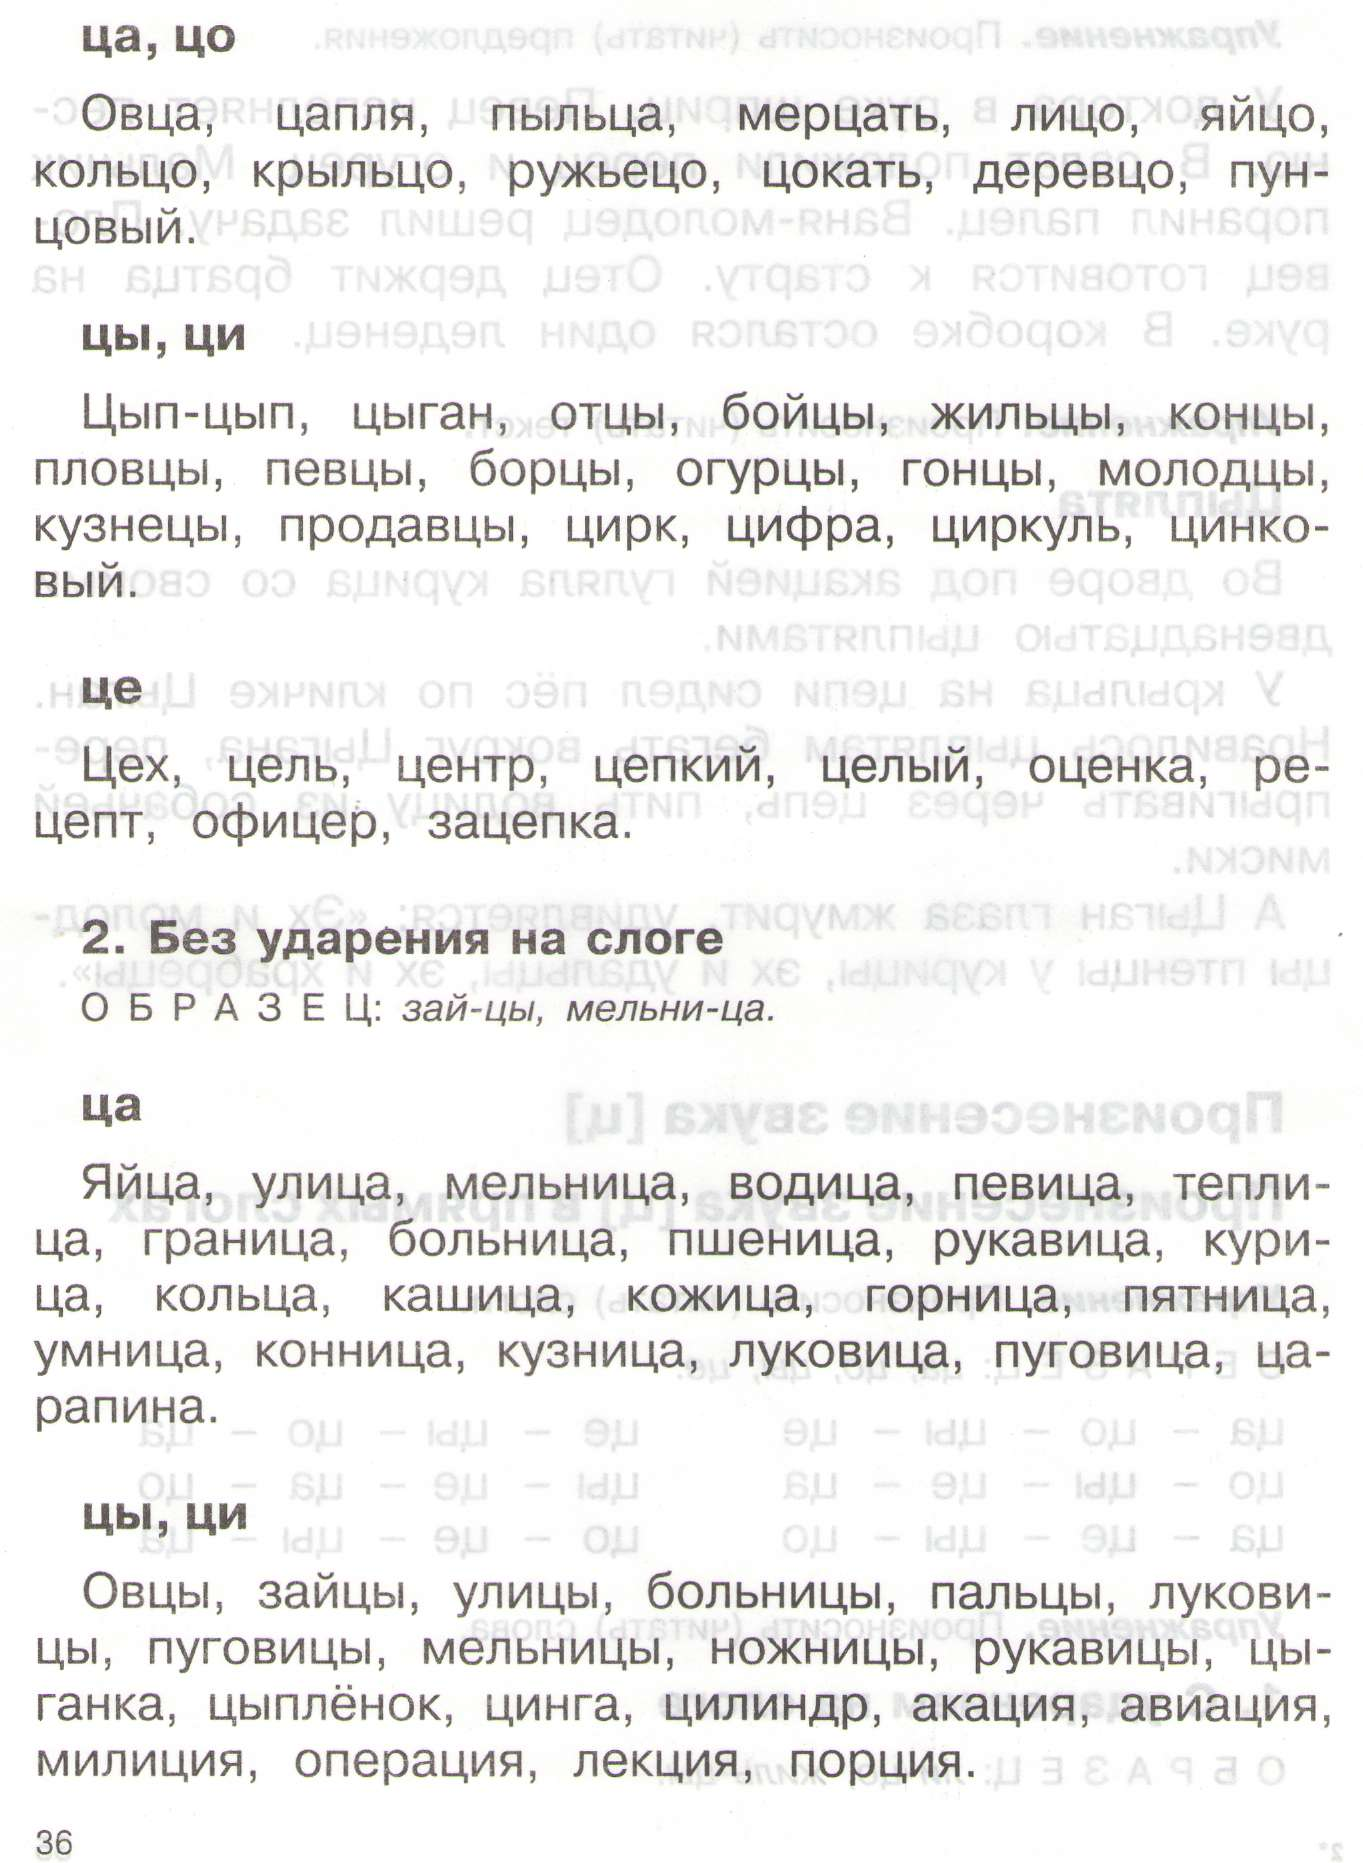 ца, цо
Овца, цапля, пыльца, мерцать, лицо, яйцо,
кольцо, крыльцо, ружьецо, цокать, деревцо, пун-
цовый.
цы, ци
Цып-цып, цыган, отцы, бойцы, жильцы, концы,
пловцы, певцы, борцы, огурцы, гонцы, молодцы,
кузнецы, продавцы, цирк, цифра, циркуль, цинко-
вый.
це
Цех, цель, центр, цепкий, целый, оценка, ре-
цепт, офицер, зацепка.
2. Без ударения на слоге
О Б Р А З Е Ц: зай-цы, мельни-ца.
ца
Яйца, улица, мельница, водица, певица, тепли-
ца, граница, больница, пшеница, рукавица, кури-
ца, кольца, кашица, кожица, горница, пятница,
умница, конница, кузница, луковица, пуговица, ца-
рапина.
цы, ци
Овцы, зайцы, улицы, больницы, пальцы, лукови-
цы, пуговицы, мельницы, ножницы, рукавицы, цы-
ганка, цыплёнок, цинга, цилиндр, акация, авиация,
милиция, операция, лекция, порция.
36